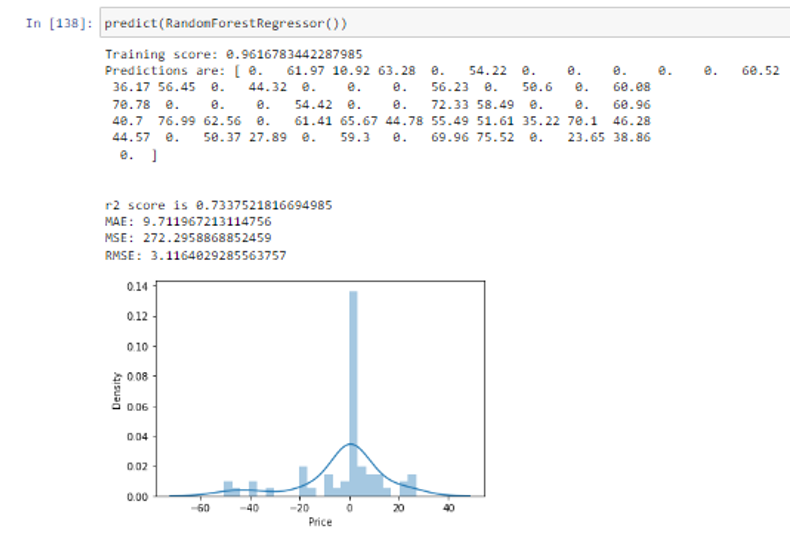 In [138]: predict(RandomForestRegressor())
Training score: 0.9616783442287985
Predictions are: [ 0. 61.97 10.92 63.28 0. 54.22 0. 0. 0. 0. 0. 60.52
36.17 56.45 0. 44.32 0. 0. 0. 56.23 0. 50.6 0. 60.08
70.78 0. 0. 0. 54.42 0. 0. 72.33 58.49 0. 0. 60.96
40.7 76.99 62.56 0. 61.41 65.67 44.78 55.49 51.61 35.22 70.1 46.28
44.57 0. 50.37 27.89 0. 59.3 0. 69.96 75.52 0. 23.65 38.86
0. ]
r2 score is 0.7337521816694985
MAE: 9.711967213114756
MSE: 272.2958868852459
RMSE: 3.1164029285563757
0.14
0.12
0.10
0.08
0.06
0.04
0.02
0.00
Density
−60 −40 −20 0 20 40
Price